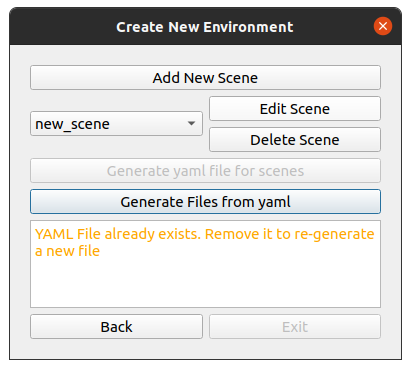 Create New Environment
Add New Scene
new_scene
Edit Scene
Delete Scene
Generate yaml file for scenes
Generate Files from yaml
YAML File already exists. Remove it to re-generate
a new file
Back
Exit